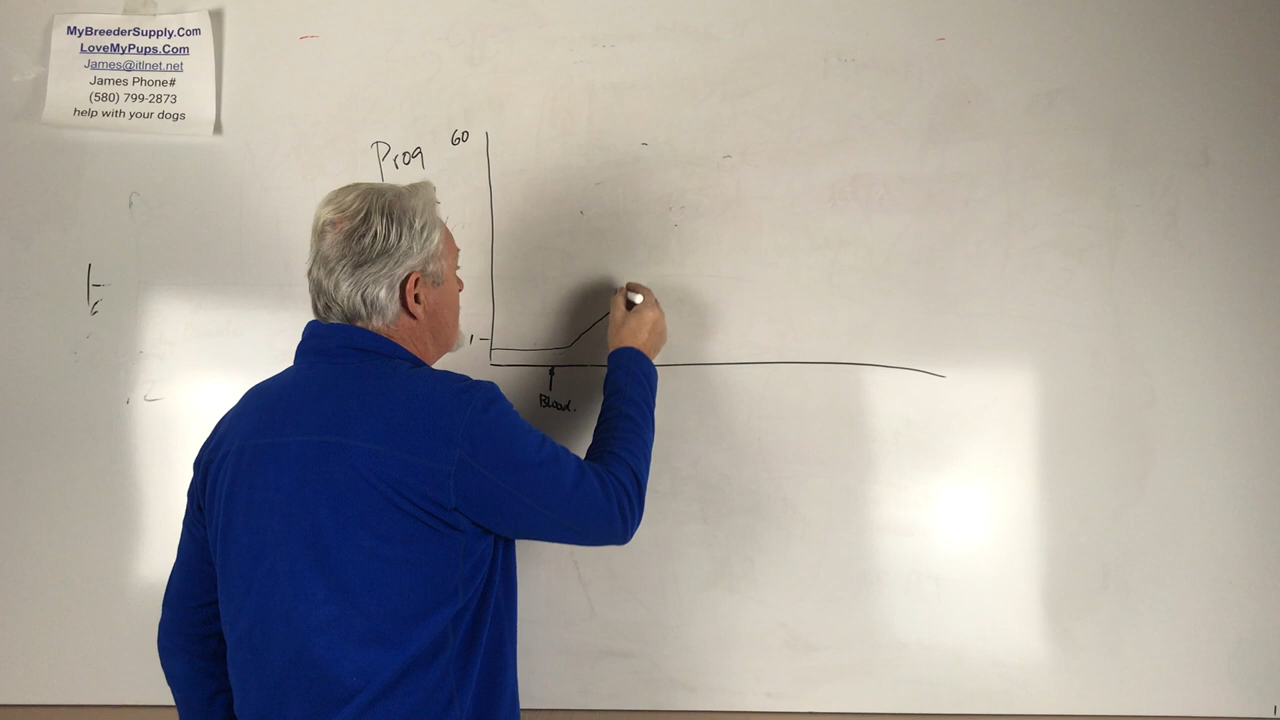 MyBreederSupply.Com
LoveMyPups.Com
James@itlnet.net
James Phone#
(580) 799-2873
help with your dogs
60
Prog
1
Blood.